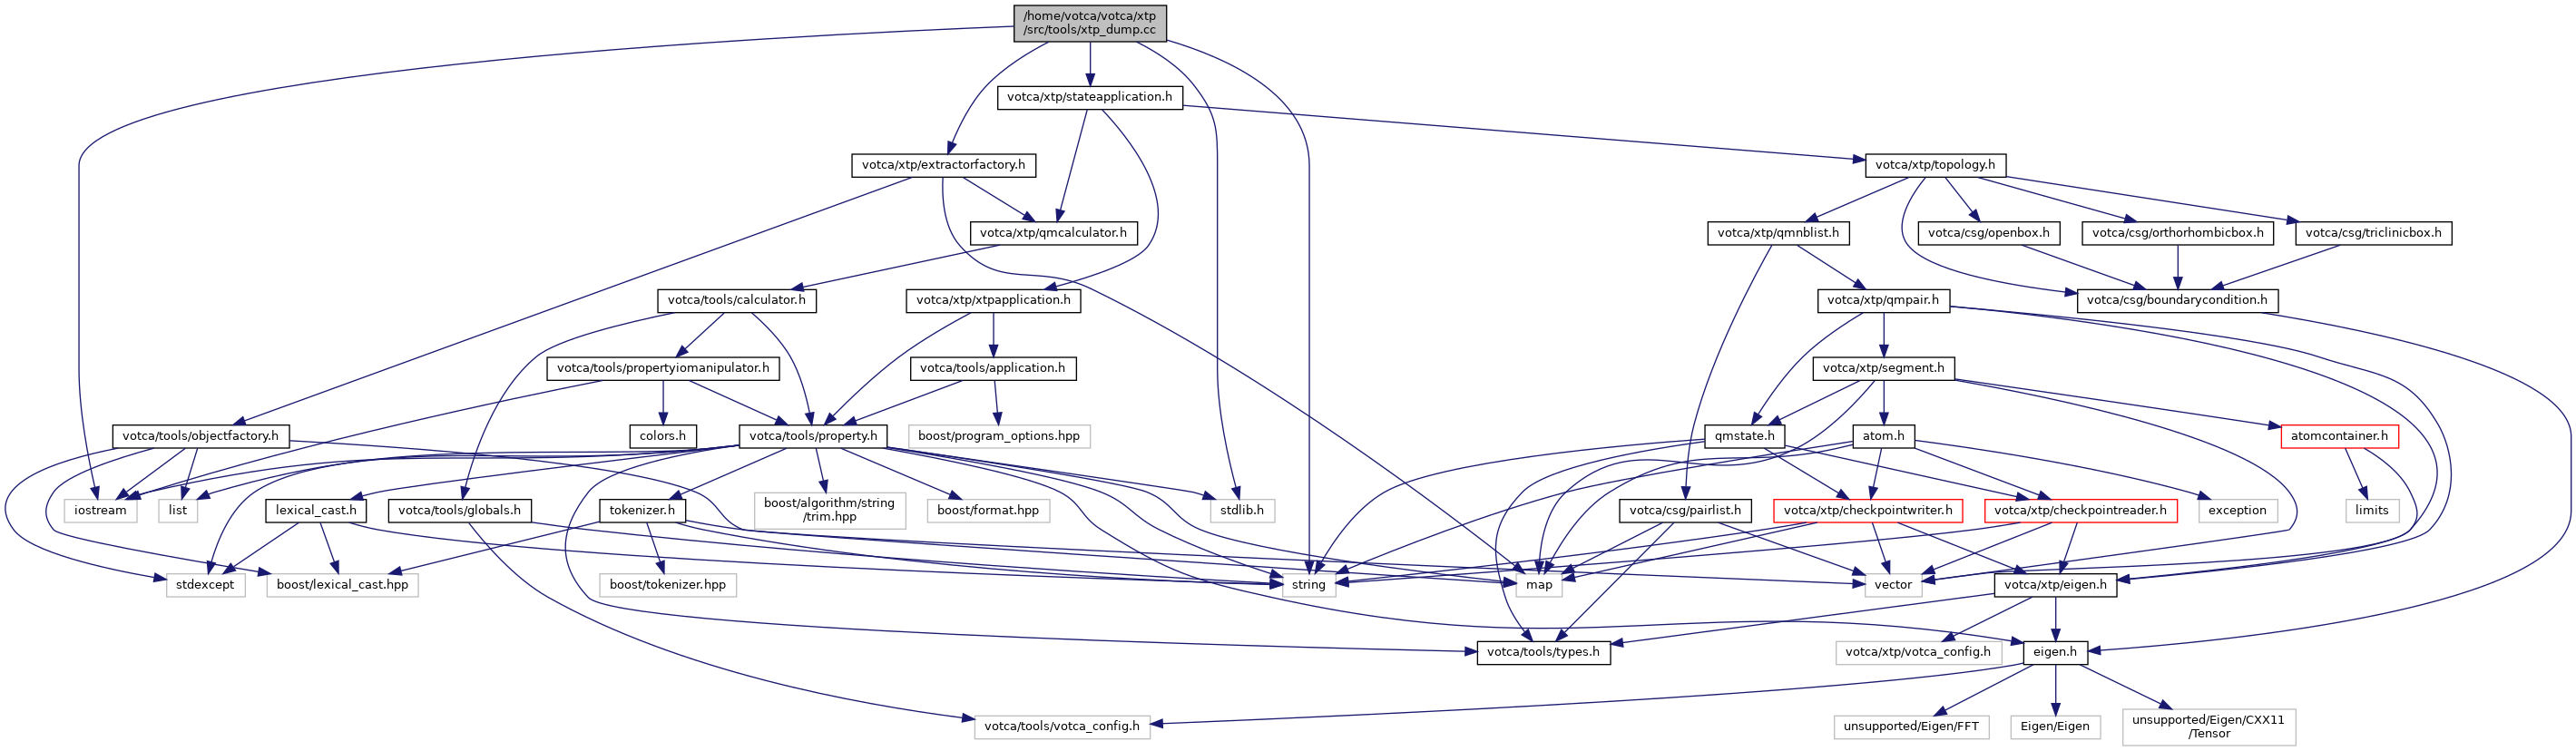 /home/votca/votca/xtp
/src/tools/xtp_dump.cc
votca/xtp/stateapplication.h
votca/xtp/extractorfactory.h
votca/xtp/topology.h
votca/xtp/qmcalculator.h
votca/xtp/qmnblist.h
votca/csg/openbox.h
votca/csg/orthorhombicbox.h
votca/csg/triclinicbox.h
votca/tools/calculator.h
votca/xtp/xtpapplication.h
votca/xtp/qmpair.h
votca/csg/boundarycondition.h
votca/tools/propertyiomanipulator.h
votca/tools/application.h
votca/xtp/segment.h
votca/tools/objectfactory.h
colors.h
votca/tools/property.h
boost/program_options.hpp
qmstate.h
atom.h
atomcontainer.h
iostream
list
lexical_cast.h
votca/tools/globals.h
tokenizer.h
boost/algorithm/string
/trim.hpp
boost/format.hpp
stdlib.h
votca/csg/pairlist.h
votca/xtp/checkpointwriter.h
votca/xtp/checkpointreader.h
exception
limits
stdexcept
boost/lexical_cast.hpp
boost/tokenizer.hpp
string
map
vector
votca/xtp/eigen.h
votca/tools/types.h
votca/xtp/votca_config.h
eigen.h
votca/tools/votca_config.h
unsupported/Eigen/FFT
Eigen/Eigen
unsupported/Eigen/CXX11
/Tensor